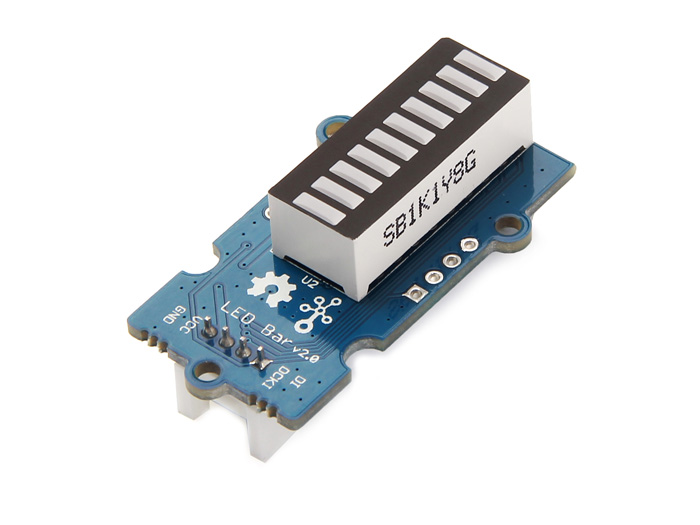 SB1K1Y8G
U2
LED Bar v2.0
GND
VCC
DCKI
DI